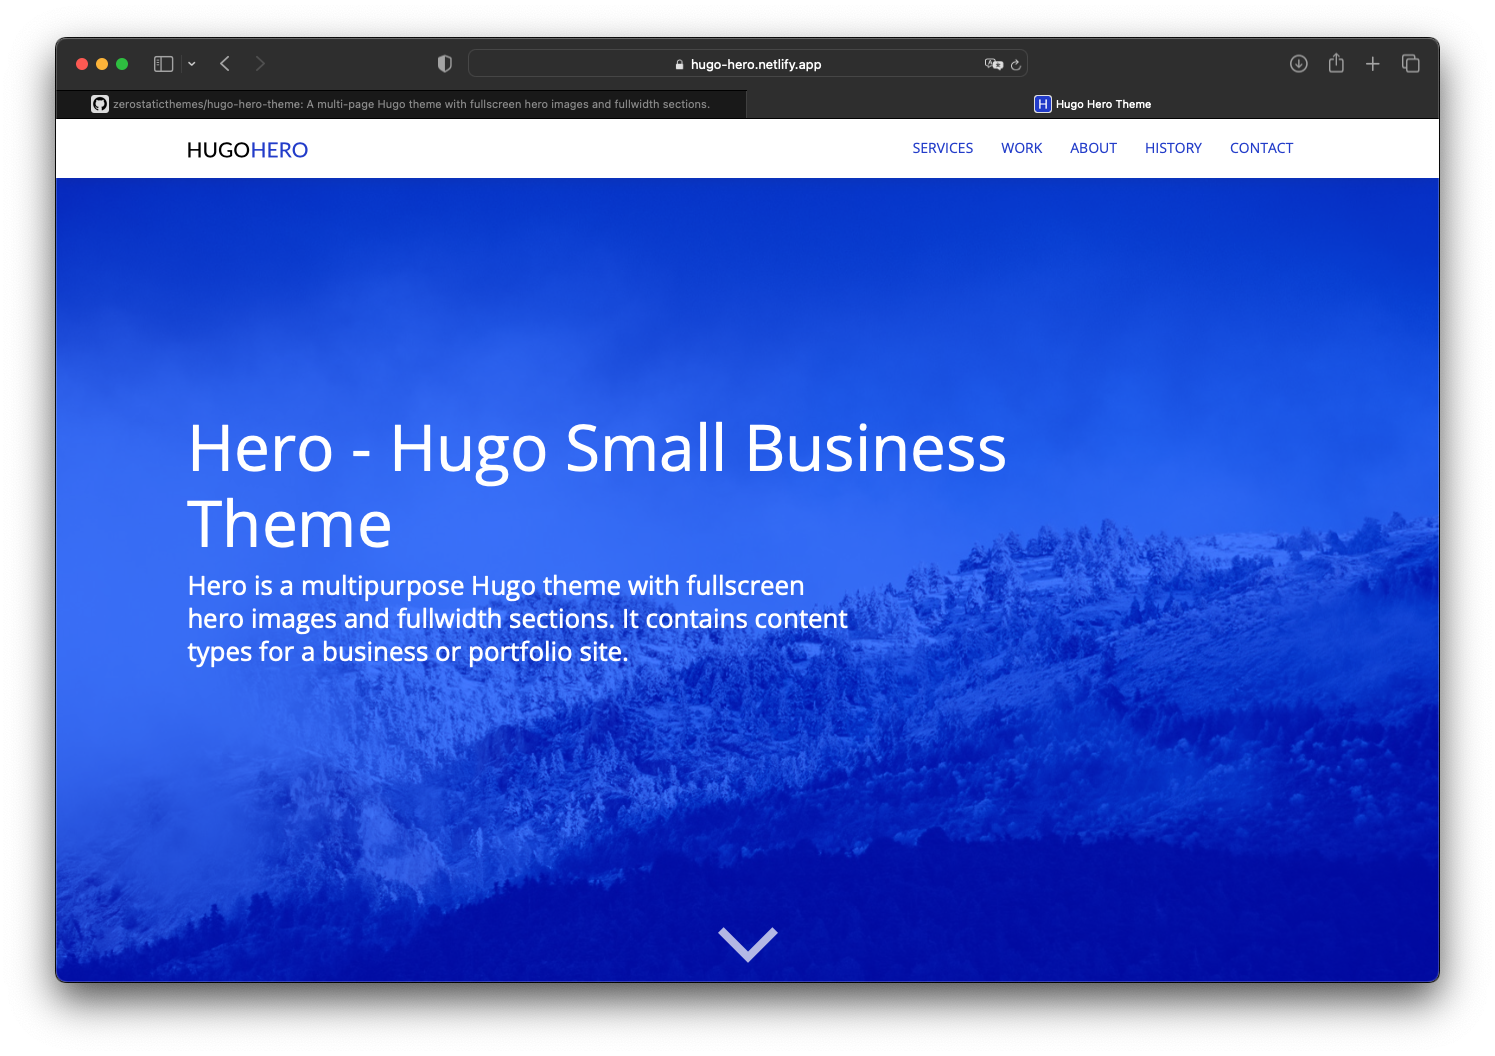 hugo-hero.netlify.app
zerostaticthemes/hugo-hero-theme: A multi-page Hugo theme with fullscreen hero images and fullwidth sections.
H Hugo Hero Theme
HUGOHERO
SERVICES WORK ABOUT HISTORY CONTACT
Hero - Hugo Small Business
Theme
Hero is a multipurpose Hugo theme with fullscreen
hero images and fullwidth sections. It contains content
types for a business or portfolio site.